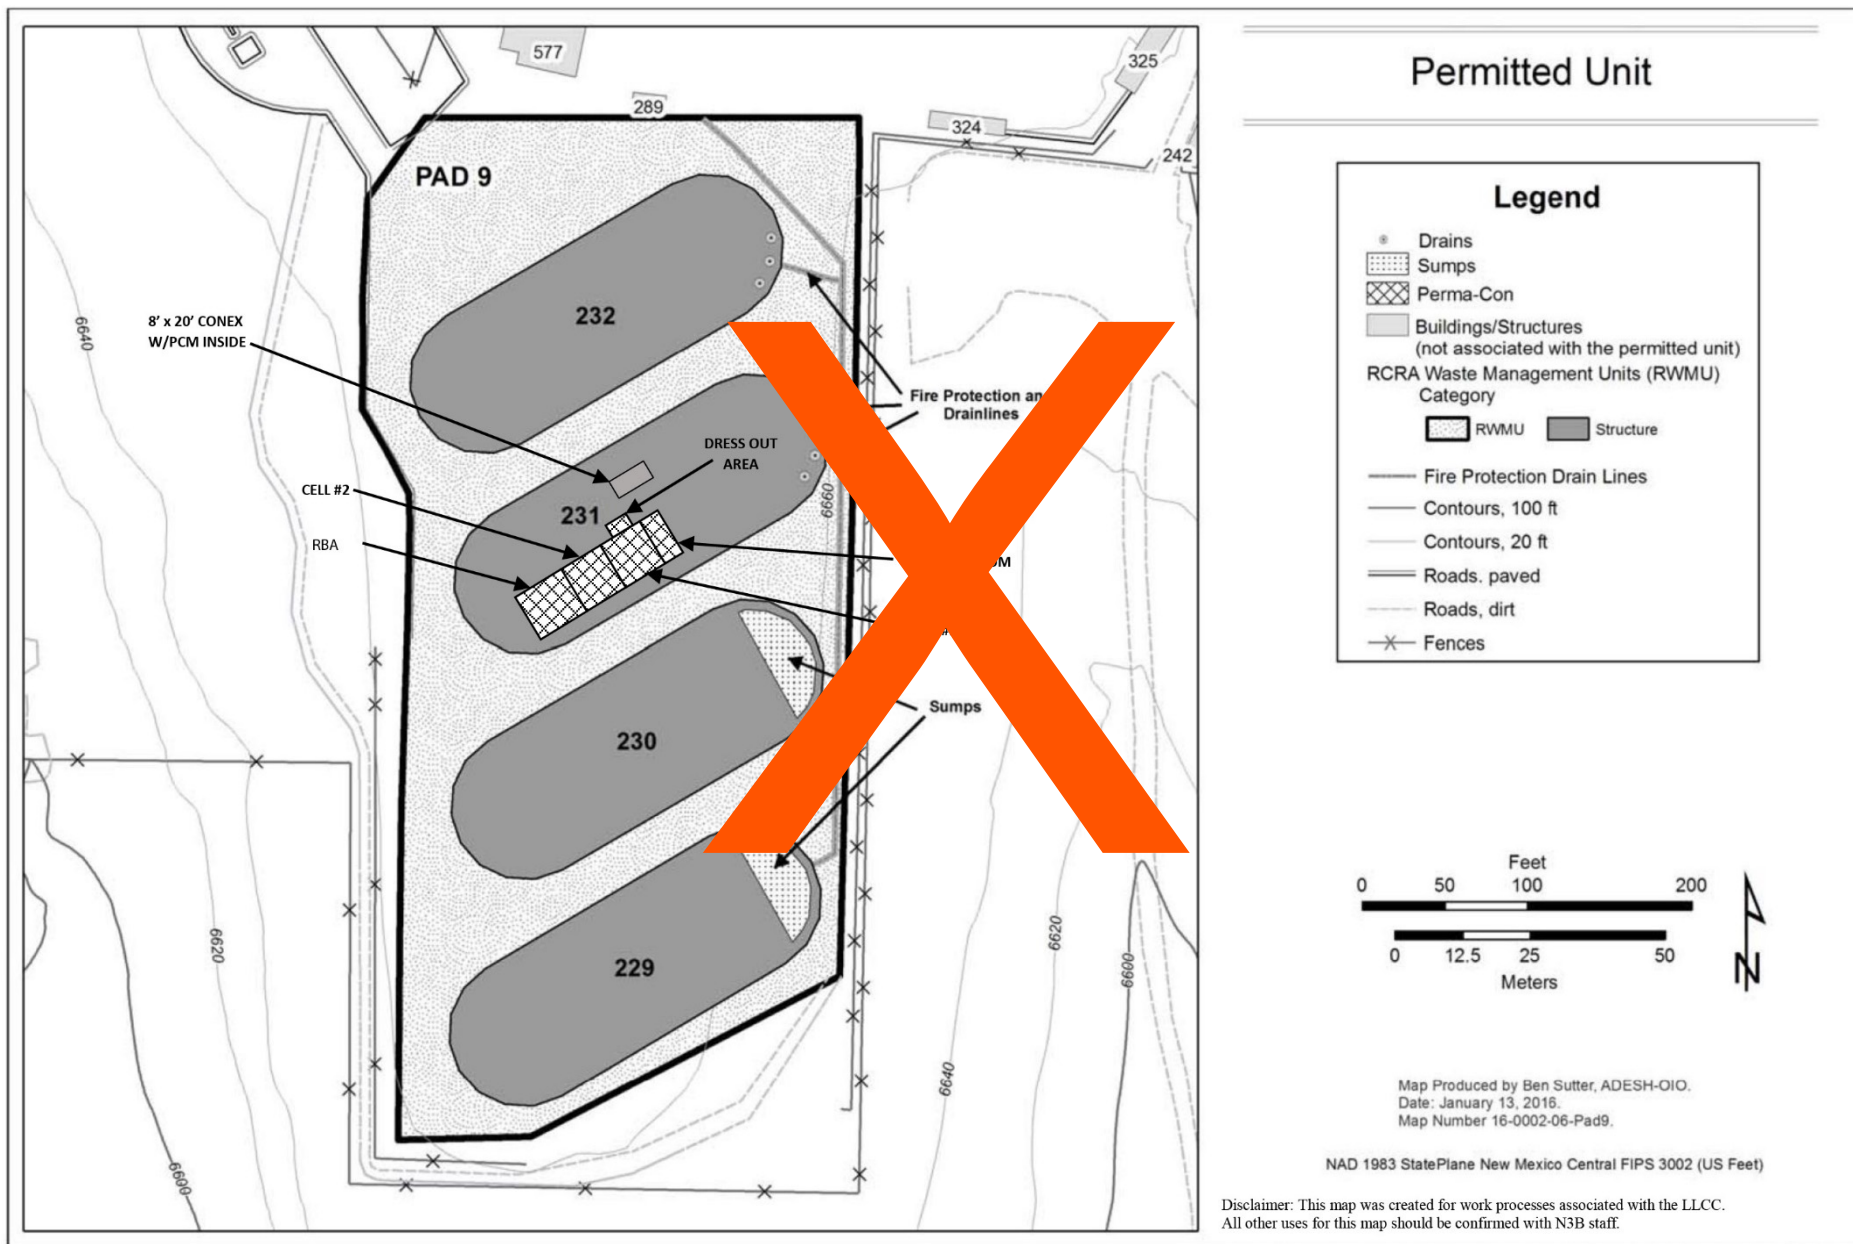 577
325
289
324
242
PAD 9
232
6640
8' x 20' CONEX
W/PCM INSIDE
Fire Protection
Drainlines
DRESS OUT
AREA
CELL #2
231
6660
RBA
Sumps
230
229
6620
6620
6600
6640
6600
Permitted Unit
Legend
Drains
Sumps
Perma-Con
Buildings/Structures
(not associated with the permitted unit)
RCRA Waste Management Units (RWMU)
Category
RWMU
Structure
Fire Protection Drain Lines
Contours, 100 ft
Contours, 20 ft
Roads. paved
Roads, dirt
Fences
Feet
0 50 100 200
0 12.5 25 50
Meters
N
Map Produced by Ben Sutter, ADESH-OIO.
Date: January 13, 2016.
Map Number 16-0002-06-Pad9.
NAD 1983 StatePlane New Mexico Central FIPS 3002 (US Feet)
Disclaimer: This map was created for work processes associated with the LLCC.
All other uses for this map should be confirmed with N3B staff.